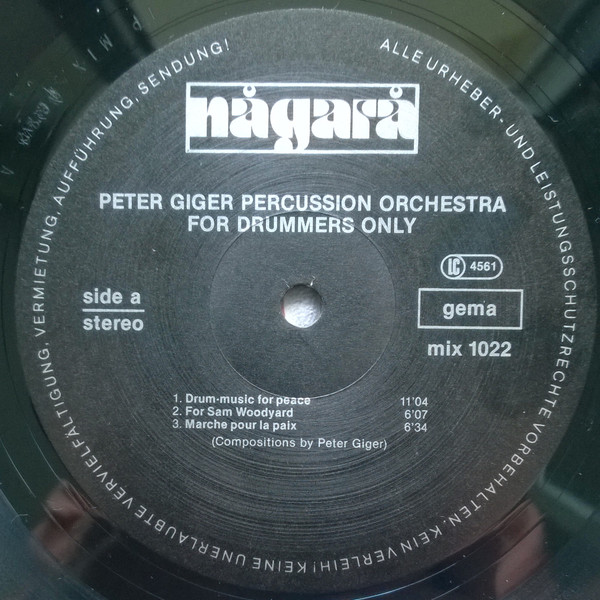 ALLE URHEBER- UND LEISTUNGSSCHUTZRECHTE VORBEHALTEN. KEIN VERLEIH! KEINE UNERLAUBTE VERVIELFÄLTIGUNG, VERMIETUNG, AUFFÜHRUNG, SENDUNG!
någarå
PETER GIGER PERCUSSION ORCHESTRA
FOR DRUMMERS ONLY
side a
stereo
LC 4561
gema
mix 1022
1. Drum-music for peace 11'04
2. For Sam Woodyard 6'07
3. Marche pour la paix 6'34
(Compositions by Peter Giger)